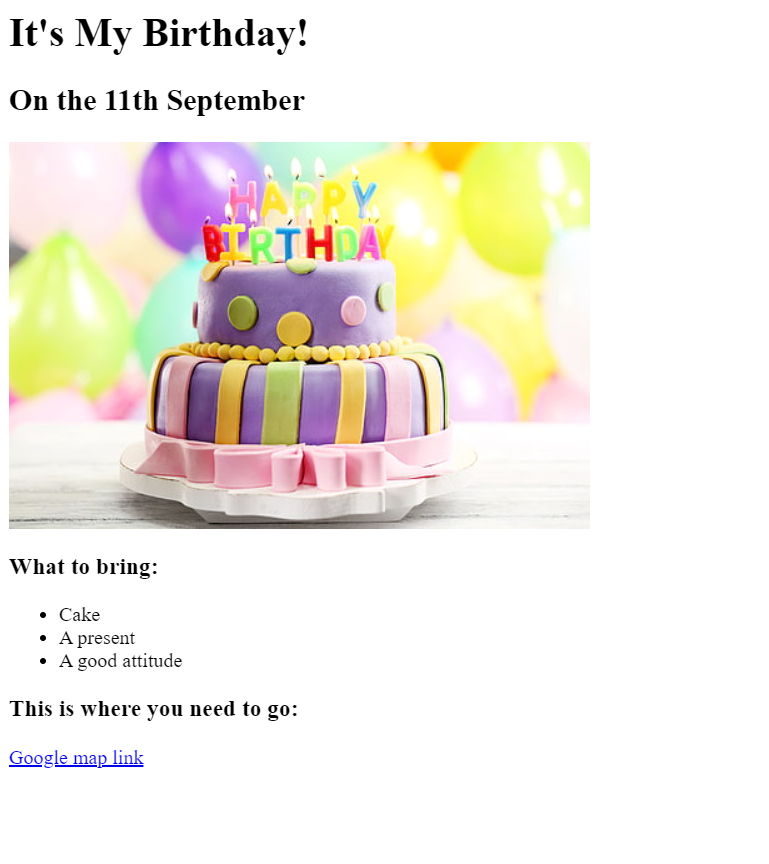 It's My Birthday!
On the 11th September
HAPPY
BIRTHDAY
What to bring:
Cake
A present
A good attitude
This is where you need to go:
Google map link